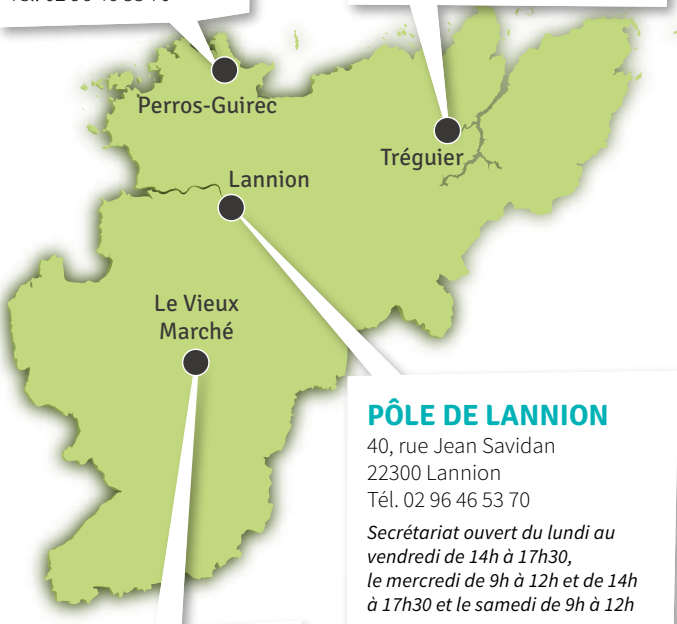 Perros-Guirec
Tréguier
Lannion
Le Vieux
Marché
PÔLE DE LANNION
40, rue Jean Savidan
22300 Lannion
Tél. 02 96 46 53 70
Secrétariat ouvert du lundi au
vendredi de 14h à 17h30,
le mercredi de 9h à 12h et de 14h
à 17h30 et le samedi de 9h à 12h